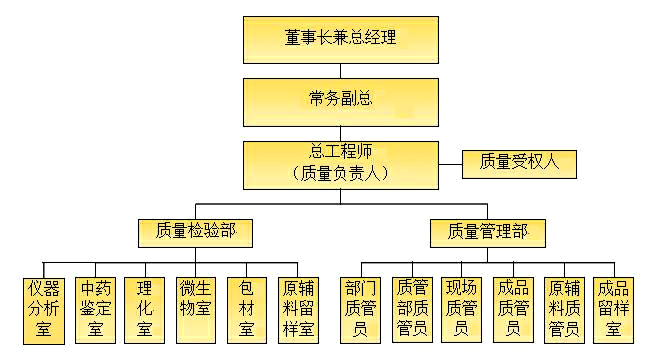 董事长兼总经理
常务副总
总工程师
（质量负责人）
质量受权人
质量检验部
质量管理部
仪器
分析
室
中药
鉴定
室
理
化
室
微生
物室
包
材
室
原辅
料留
样室
部门
质管
员
质管
部质
管员
现场
质管
员
成品
质管
员
原辅
料质
管员
成品
留样
室